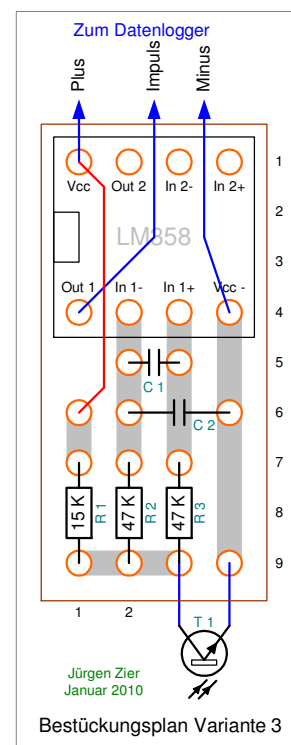 Zum Datenlogger
Plus
Impuls
Minus
Vcc Out 2 In 2- In 2+
1
2
LM358
3
Out 1 In 1- In 1+ Vcc -
4
5
C 1
6
C 2
7
15 K R 1 47 K R 2 47 K R 3
8
9
1 2
T 1
Jürgen Zier
Januar 2010
Bestückungsplan Variante 3